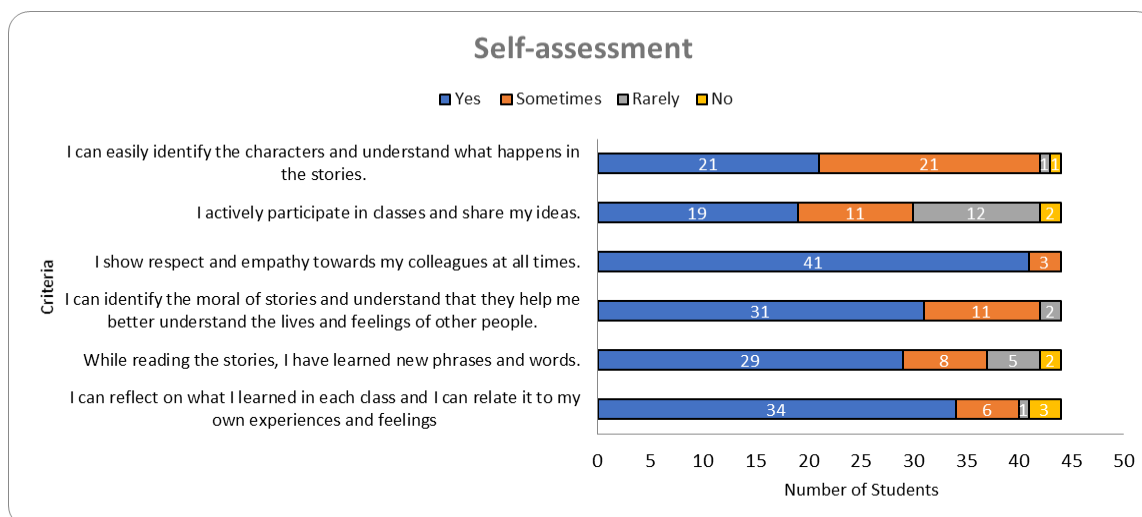 Self-assessment
Yes Sometimes Rarely No
I can easily identify the characters and understand what happens in
the stories.
21 21 1 1
I actively participate in classes and share my ideas.
19 11 12 2
I show respect and empathy towards my colleagues at all times.
41 3
I can identify the moral of stories and understand that they help me
better understand the lives and feelings of other people.
31 11 2
While reading the stories, I have learned new phrases and words.
29 8 5 2
I can reflect on what I learned in each class and I can relate it to my
own experiences and feelings
34 6 1 3
Criteria
0 5 10 15 20 25 30 35 40 45 50
Number of Students